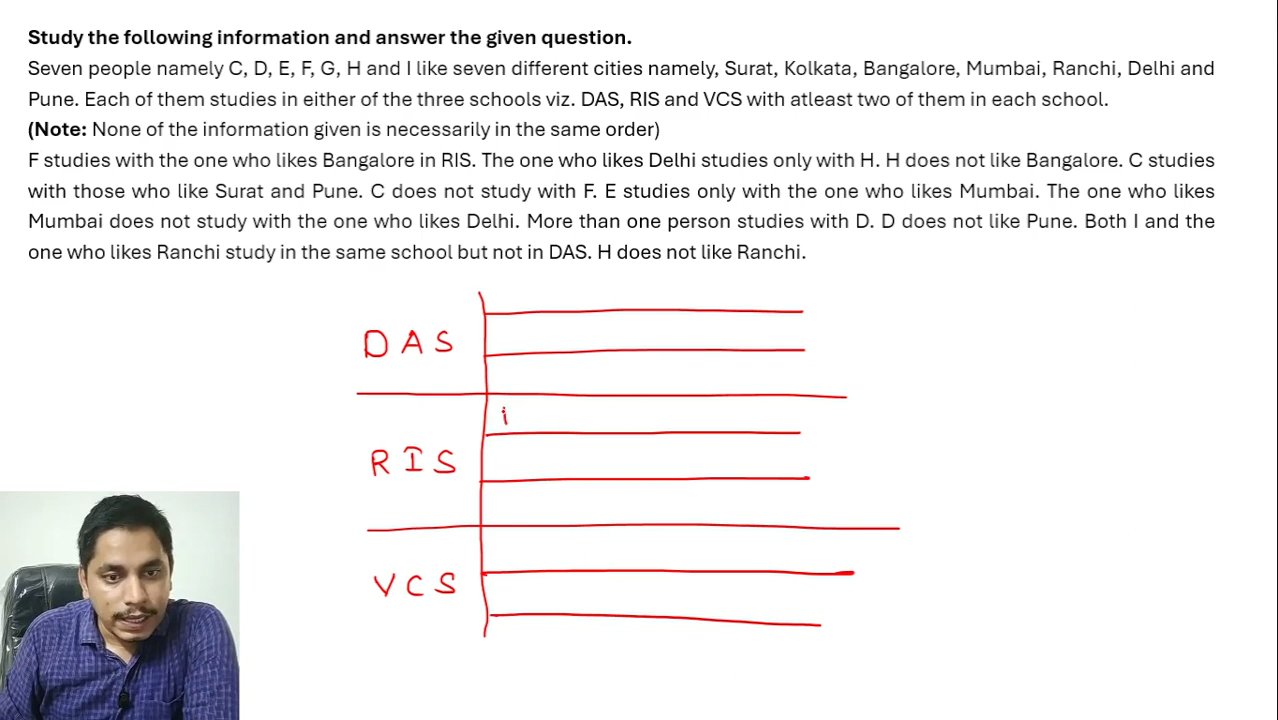 Study the following information and answer the given question.
Seven people namely C, D, E, F, G, H and I like seven different cities namely, Surat, Kolkata, Bangalore, Mumbai, Ranchi, Delhi and
Pune. Each of them studies in either of the three schools viz. DAS, RIS and VCS with atleast two of them in each school.
(Note: None of the information given is necessarily in the same order)
F studies with the one who likes Bangalore in RIS. The one who likes Delhi studies only with H. H does not like Bangalore. C studies
with those who like Surat and Pune. C does not study with F. E studies only with the one who likes Mumbai. The one who likes
Mumbai does not study with the one who likes Delhi. More than one person studies with D. D does not like Pune. Both I and the
one who likes Ranchi study in the same school but not in DAS. H does not like Ranchi.
DAS
RIS
VCS